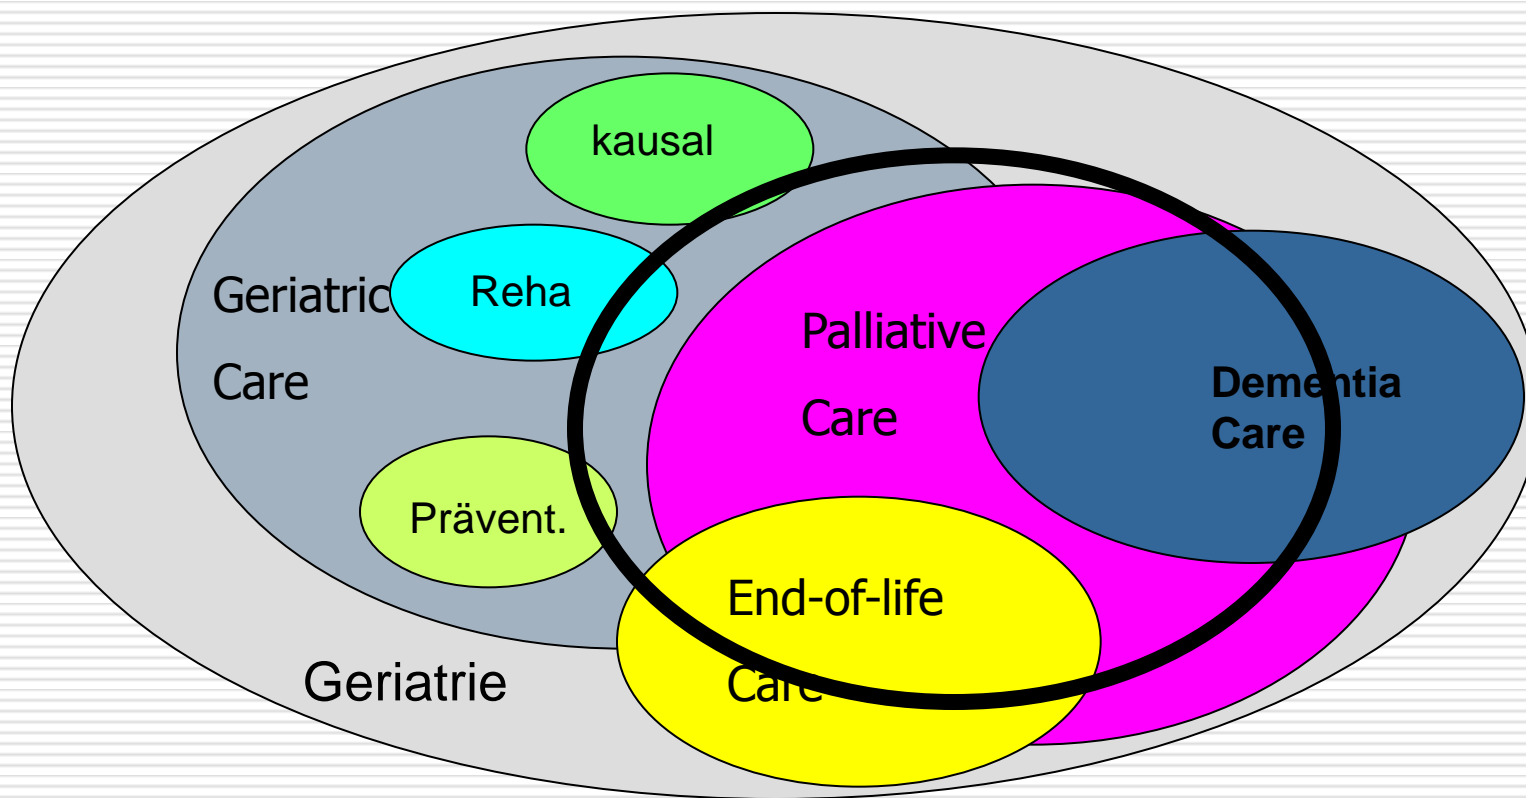 kausal
Geriatric
Care
Reha
Palliative
Care
Dementia
Care
Prävent.
End-of-life
Care
Geriatrie